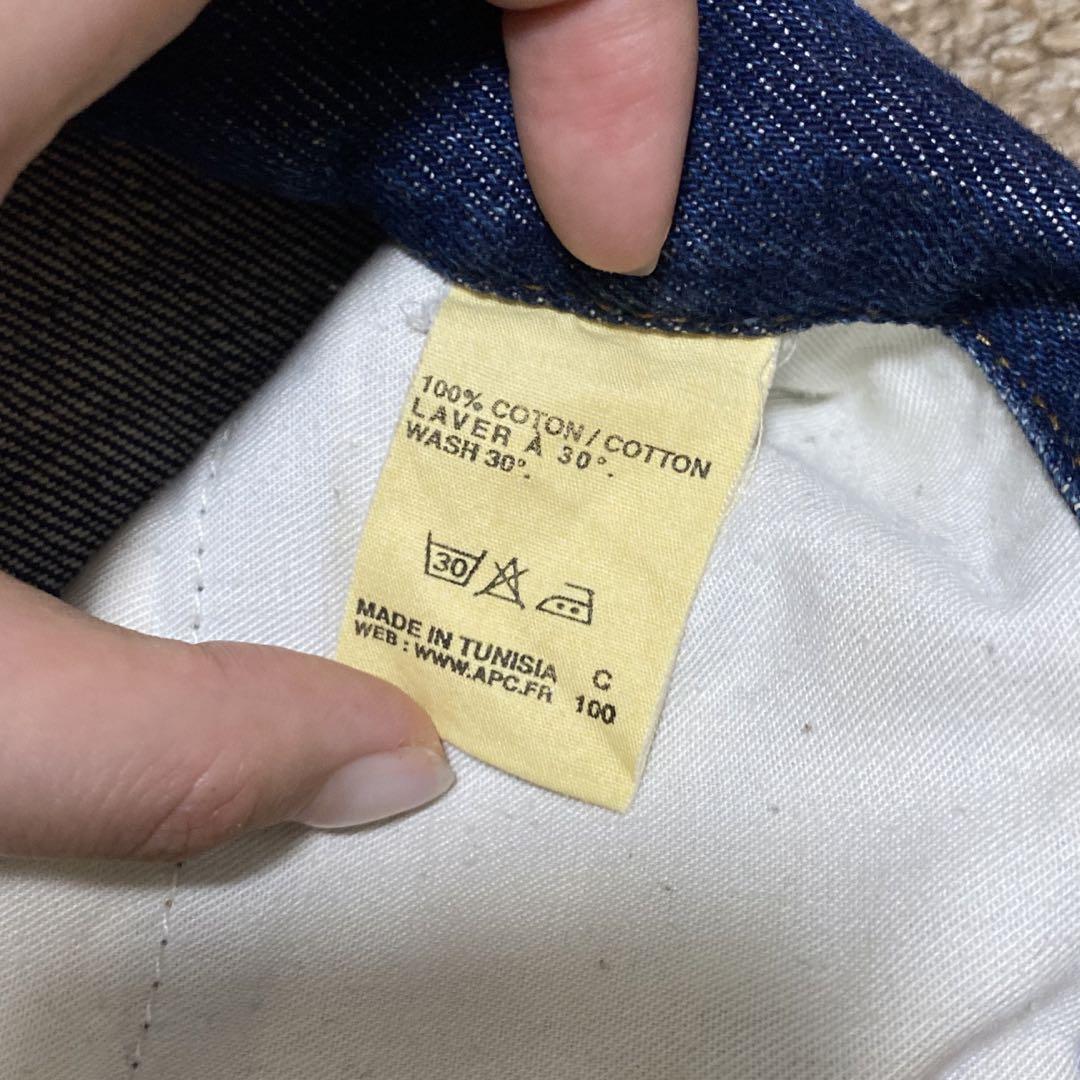 100% COTON / COTTON
LAVER À 30°.
WASH 30°.
30
MADE IN TUNISIA C
WEB : WWW.APC.FR 100